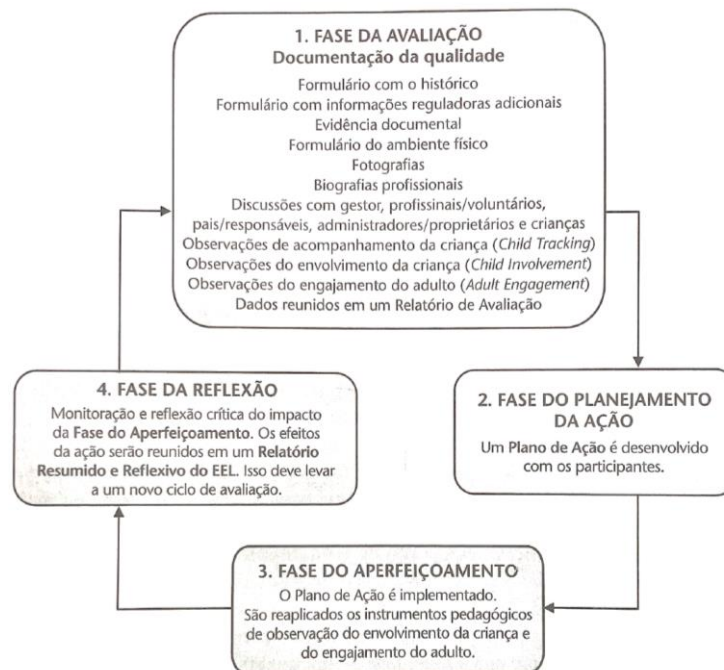 1. FASE DA AVALIAÇÃO
Documentação da qualidade
Formulário com o histórico
Formulário com informações reguladoras adicionais
Evidência documental
Formulário do ambiente físico
Fotografias
Biografias profissionais
Discussões com gestor, profissinais/voluntários,
pais/responsáveis, administradores/proprietários e crianças
Observações de acompanhamento da criança (Child Tracking)
Observações do envolvimento da criança (Child Involvement)
Observações do engajamento do adulto (Adult Engagement)
Dados reunidos em um Relatório de Avaliação
2. FASE DO PLANEJAMENTO
DA AÇÃO
Um Plano de Ação é desenvolvido
com os participantes.
3. FASE DO APERFEIÇOAMENTO
O Plano de Ação é implementado.
São reaplicados os instrumentos pedagógicos
de observação do envolvimento da criança e
do engajamento do adulto.
4. FASE DA REFLEXÃO
Monitoração e reflexão crítica do impacto
da Fase do Aperfeiçoamento. Os efeitos
da ação serão reunidos em um Relatório
Resumido e Reflexivo do EEL. Isso deve levar
a um novo ciclo de avaliação.